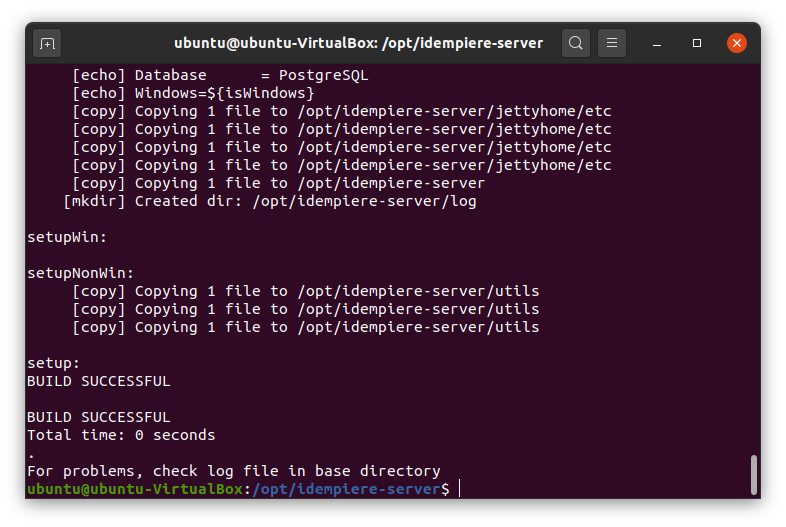 ubuntu@ubuntu-VirtualBox: /opt/idempiere-server
[echo] Database      = PostgreSQL
[echo] Windows=${isWindows}
[copy] Copying 1 file to /opt/idempiere-server/jettyhome/etc
[copy] Copying 1 file to /opt/idempiere-server/jettyhome/etc
[copy] Copying 1 file to /opt/idempiere-server/jettyhome/etc
[copy] Copying 1 file to /opt/idempiere-server/jettyhome/etc
[copy] Copying 1 file to /opt/idempiere-server
[mkdir] Created dir: /opt/idempiere-server/log
setupWin:
setupNonWin:
[copy] Copying 1 file to /opt/idempiere-server/utils
[copy] Copying 1 file to /opt/idempiere-server/utils
[copy] Copying 1 file to /opt/idempiere-server/utils
setup:
BUILD SUCCESSFUL
BUILD SUCCESSFUL
Total time: 0 seconds
.
For problems, check log file in base directory
ubuntu@ubuntu-VirtualBox:/opt/idempiere-server$